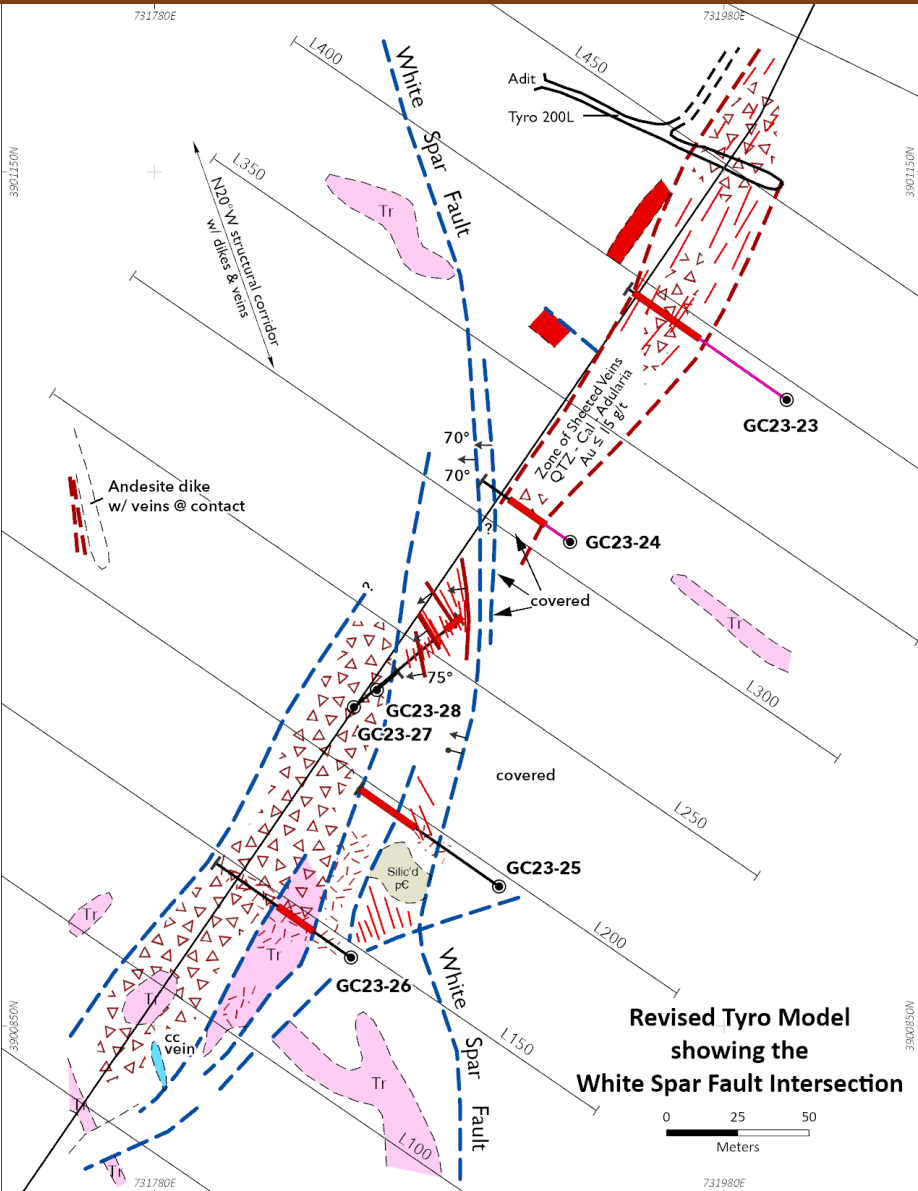 731780E
731980E
L400
L450
White
Spar
Fault
Adit
Tyro 200L
3901150N
3901150N
L350
Tr
N20°W structural corridor
w/ dikes & veins
GC23-23
Zone of Sheeted Veins
QTZ - Cal - Adularia
Au ≤ 15 g/t
70°
70°
Andesite dike
w/ veins @ contact
?
GC23-24
covered
?
Tr
75°
L300
GC23-28
GC23-27
covered
L250
GC23-25
Silic'd
p€
Tr
L200
Tr
GC23-26
White
Spar
Fault
Tr
3900850N
3900850N
cc
vein
L150
Revised Tyro Model
showing the
White Spar Fault Intersection
Tr
0 25 50
Meters
Tr
L100
Tr
731780E
731980E